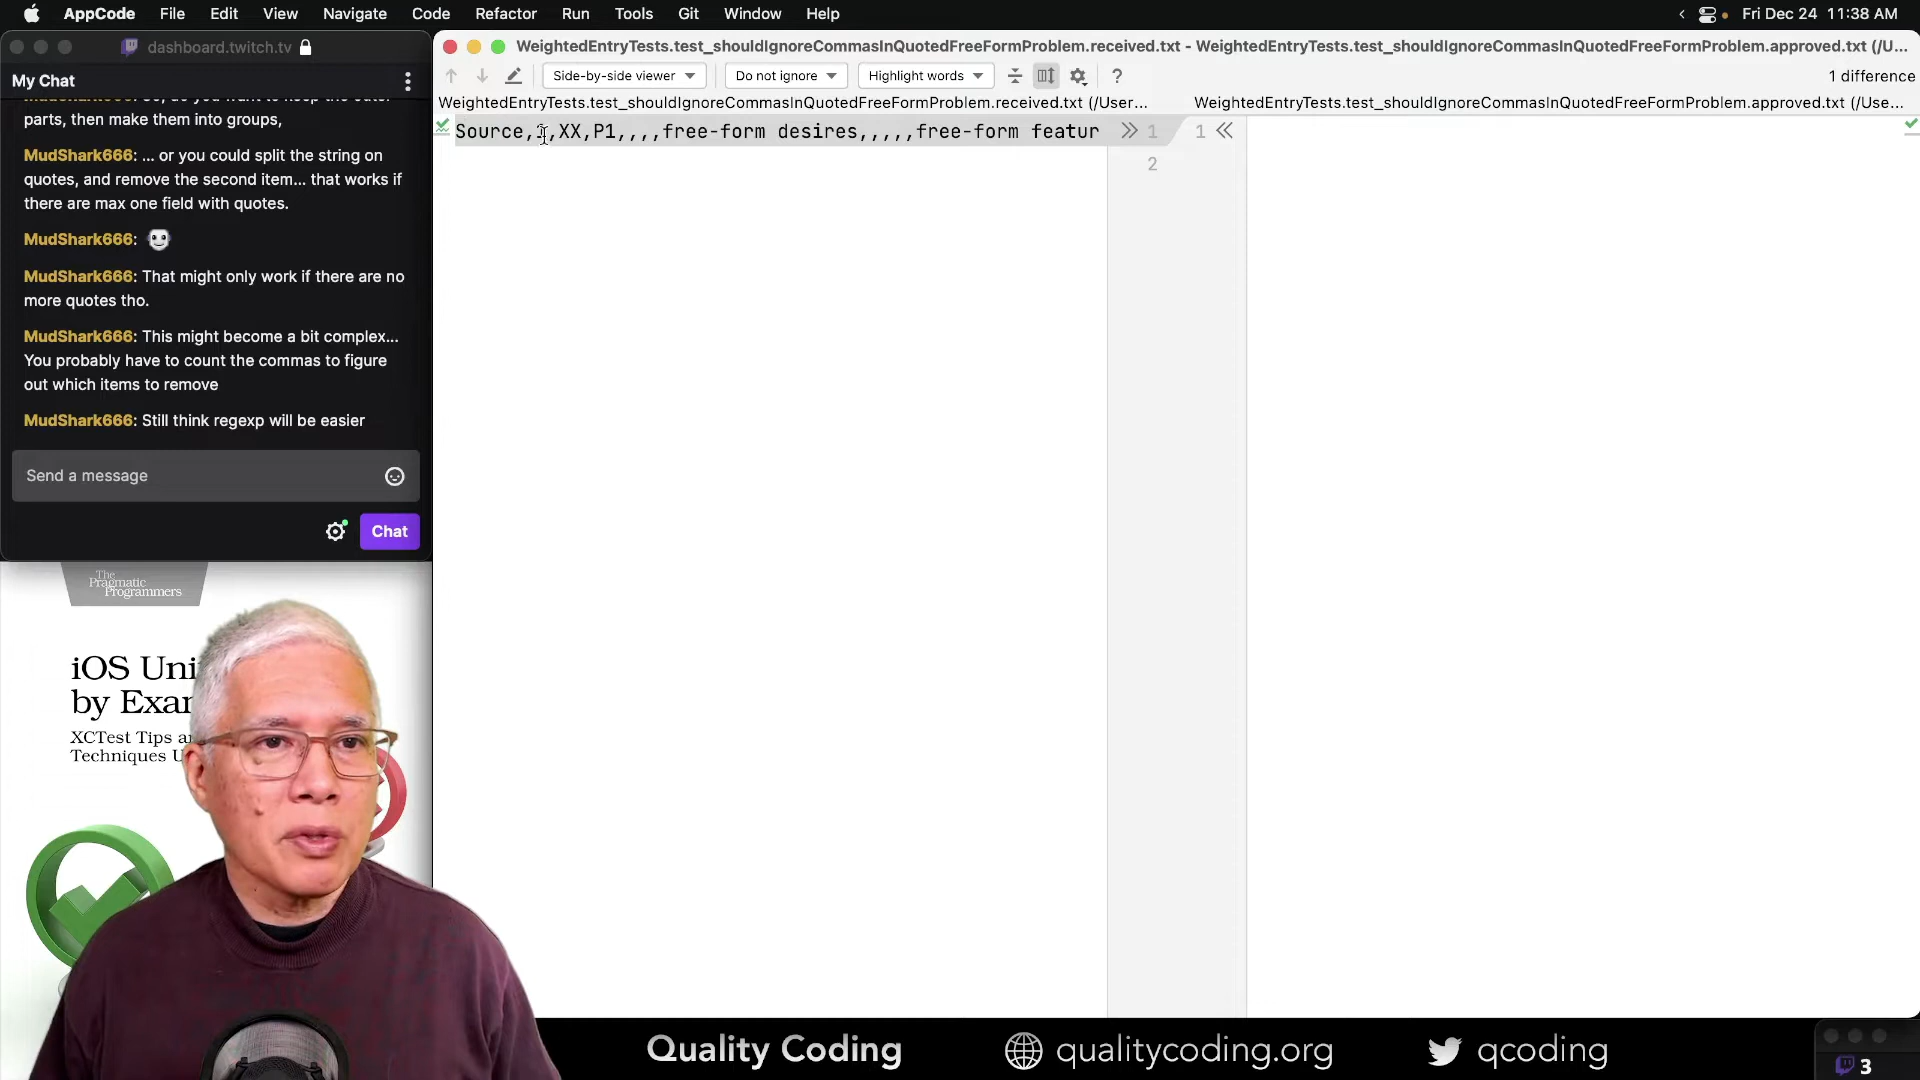 AppCode File Edit View Navigate Code Refactor Run Tools Git Window Help
Fri Dec 24 11:38 AM
dashboard.twitch.tv
My Chat
parts, then make them into groups,
MudShark666: ... or you could split the string on
quotes, and remove the second item... that works if
there are max one field with quotes.
MudShark666:
MudShark666: That might only work if there are no
more quotes tho.
MudShark666: This might become a bit complex...
You probably have to count the commas to figure
out which items to remove
MudShark666: Still think regexp will be easier
Send a message
Chat
WeightedEntryTests.test_shouldIgnoreCommasInQuotedFreeFormProblem.received.txt - WeightedEntryTests.test_shouldIgnoreCommasInQuotedFreeFormProblem.approved.txt (/U...
Side-by-side viewer
Do not ignore
Highlight words
?
1 difference
WeightedEntryTests.test_shouldIgnoreCommasInQuotedFreeFormProblem.received.txt (/User...
WeightedEntryTests.test_shouldIgnoreCommasInQuotedFreeFormProblem.approved.txt (/Use...
XX,P1,,,,free-form desires,,,,,free-form featur
1
1
2
The
Pragmatic
Programmers
iOS Uni
by Exa
XCTest Tips a
Techniques U
Quality Coding
qualitycoding.org
qcoding
3